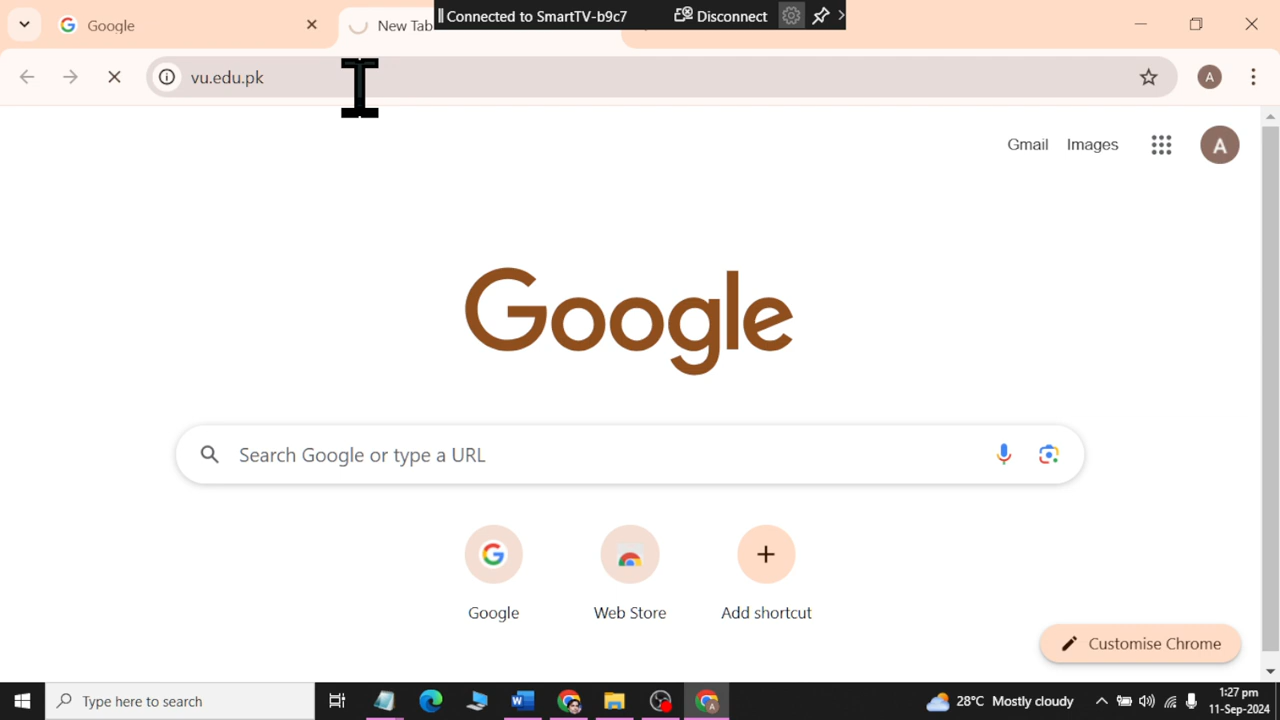 Google
New Tab
Connected to SmartTV-b9c7
Disconnect
vu.edu.pk
A
Gmail
Images
A
Google
Search Google or type a URL
Google
Web Store
Add shortcut
Customise Chrome
Type here to search
28°C Mostly cloudy
1:27 pm
11-Sep-2024